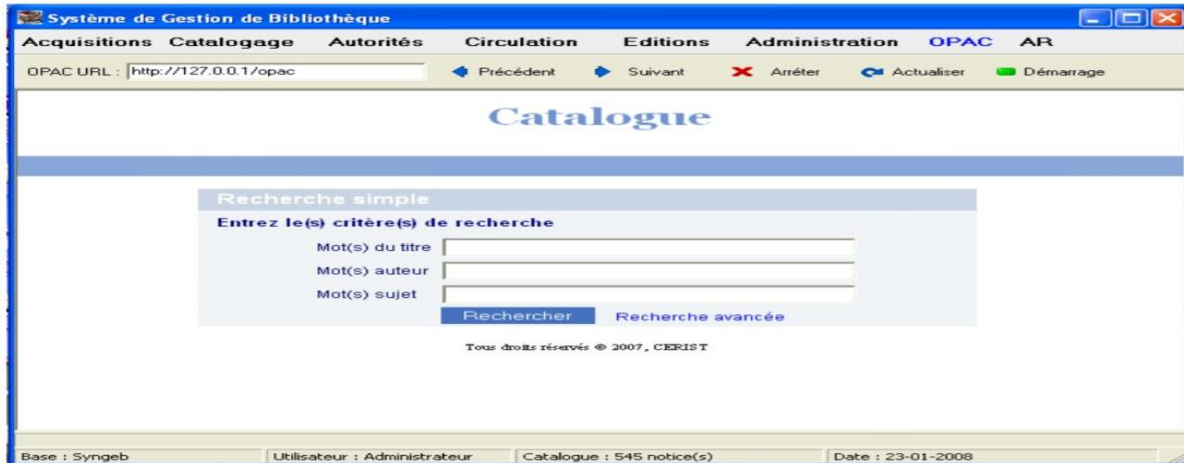 Système de Gestion de Bibliothèque
Acquisitions Catalogage Autorités Circulation Editions Administration OPAC AR
OPAC URL : http://127.0.0.1/opac Précédent Suivant Arrêter Actualiser Démarrage
Catalogue
Recherche simple
Entrez le(s) critère(s) de recherche
Mot(s) du titre
Mot(s) auteur
Mot(s) sujet
Rechercher Recherche avancée
Tous droits réservés © 2007, CERIST
Base : Syngeb Utilisateur : Administrateur Catalogue : 545 notice(s) Date : 23-01-2008